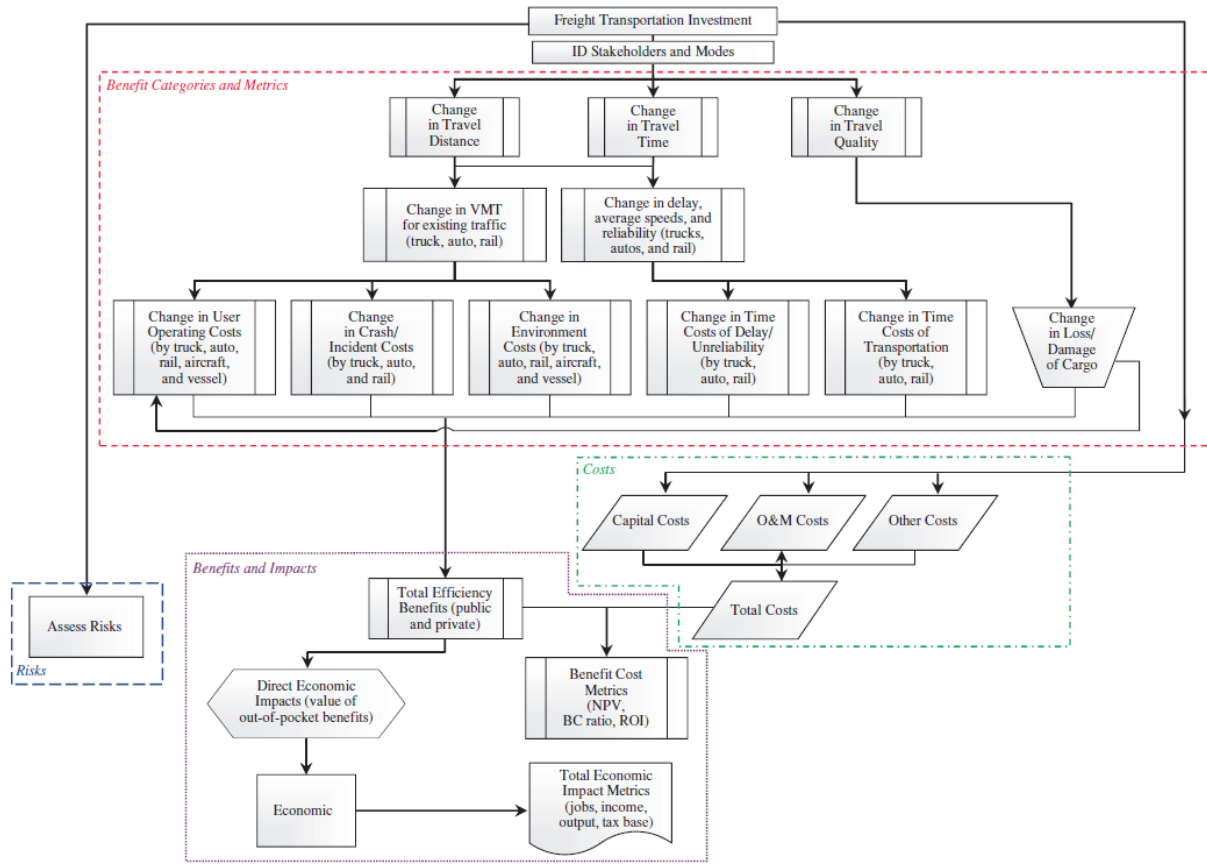 Freight Transportation Investment
ID Stakeholders and Modes
Benefit Categories and Metrics
Change
in Travel
Distance
Change
in Travel
Time
Change
in Travel
Quality
Change in VMT
for existing traffic
(truck, auto, rail)
Change in delay,
average speeds, and
reliability (trucks,
autos, and rail)
Change in User
Operating Costs
(by truck, auto,
rail, aircraft,
and vessel)
Change
in Crash/
Incident Costs
(by truck, auto,
and rail)
Change in
Environment
Costs (by truck,
auto, rail, aircraft,
and vessel)
Change in Time
Costs of Delay/
Unreliability
(by truck,
auto, rail)
Change in Time
Costs of
Transportation
(by truck,
auto, rail)
Change
in Loss/
Damage
of Cargo
Costs
Capital Costs
O&M Costs
Other Costs
Total Costs
Benefits and Impacts
Total Efficiency
Benefits (public
and private)
Assess Risks
Risks
Direct Economic
Impacts (value of
out-of-pocket benefits)
Benefit Cost
Metrics
(NPV,
BC ratio, ROI)
Economic
Total Economic
Impact Metrics
(jobs, income,
output, tax base)